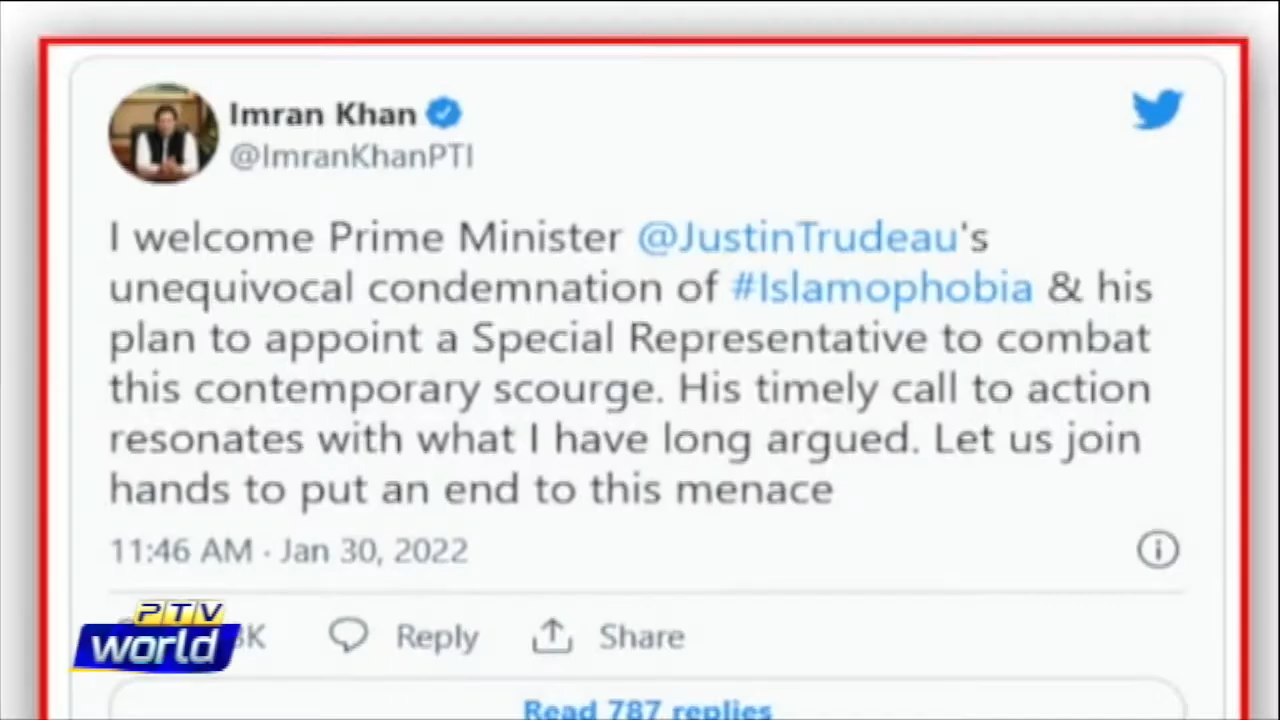 Imran Khan
@ImranKhanPTI
I welcome Prime Minister @JustinTrudeau's
unequivocal condemnation of #Islamophobia & his
plan to appoint a Special Representative to combat
this contemporary scourge. His timely call to action
resonates with what I have long argued. Let us join
hands to put an end to this menace
11:46 AM · Jan 30, 2022
K Reply Share
PTV
world
Read 787 replies